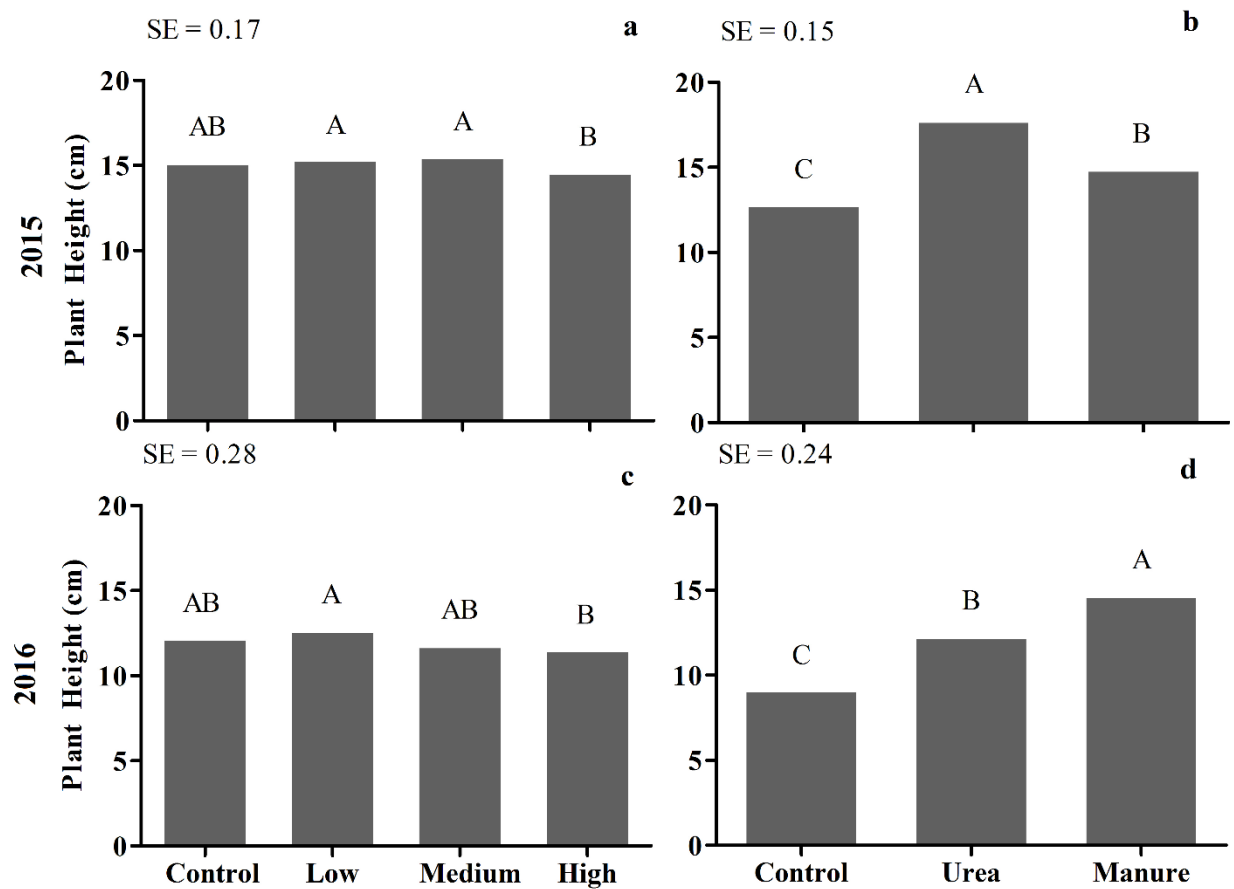 SE = 0.17
a
20
15
10
5
0
AB
A
A
B
2015
Plant Height (cm)
SE = 0.15
b
20
15
10
5
0
C
A
B
SE = 0.28
c
20
15
10
5
0
AB
A
AB
B
2016
Plant Height (cm)
Control Low Medium High
SE = 0.24
d
20
15
10
5
0
C
B
A
Control Urea Manure